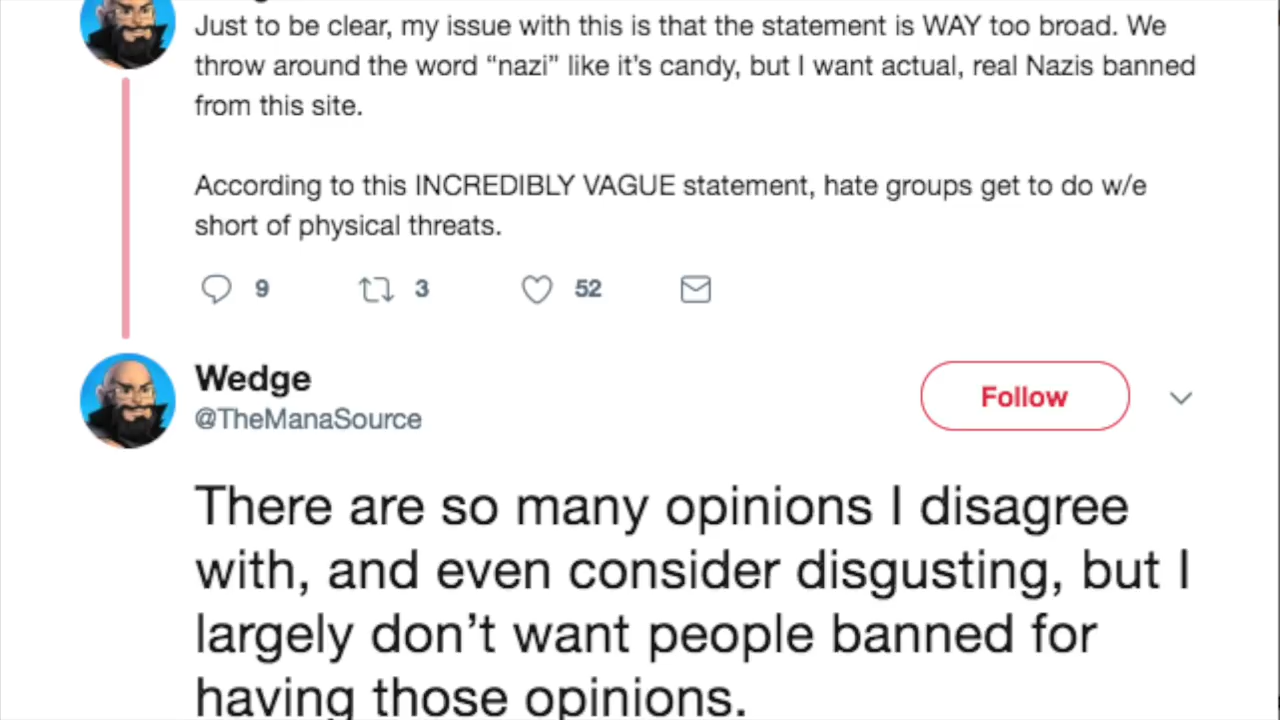 Just to be clear, my issue with this is that the statement is WAY too broad. We
throw around the word “nazi” like it’s candy, but I want actual, real Nazis banned
from this site.
According to this INCREDIBLY VAGUE statement, hate groups get to do w/e
short of physical threats.
9 3 52
Wedge
@TheManaSource
Follow
There are so many opinions I disagree
with, and even consider disgusting, but I
largely don’t want people banned for
having those opinions.